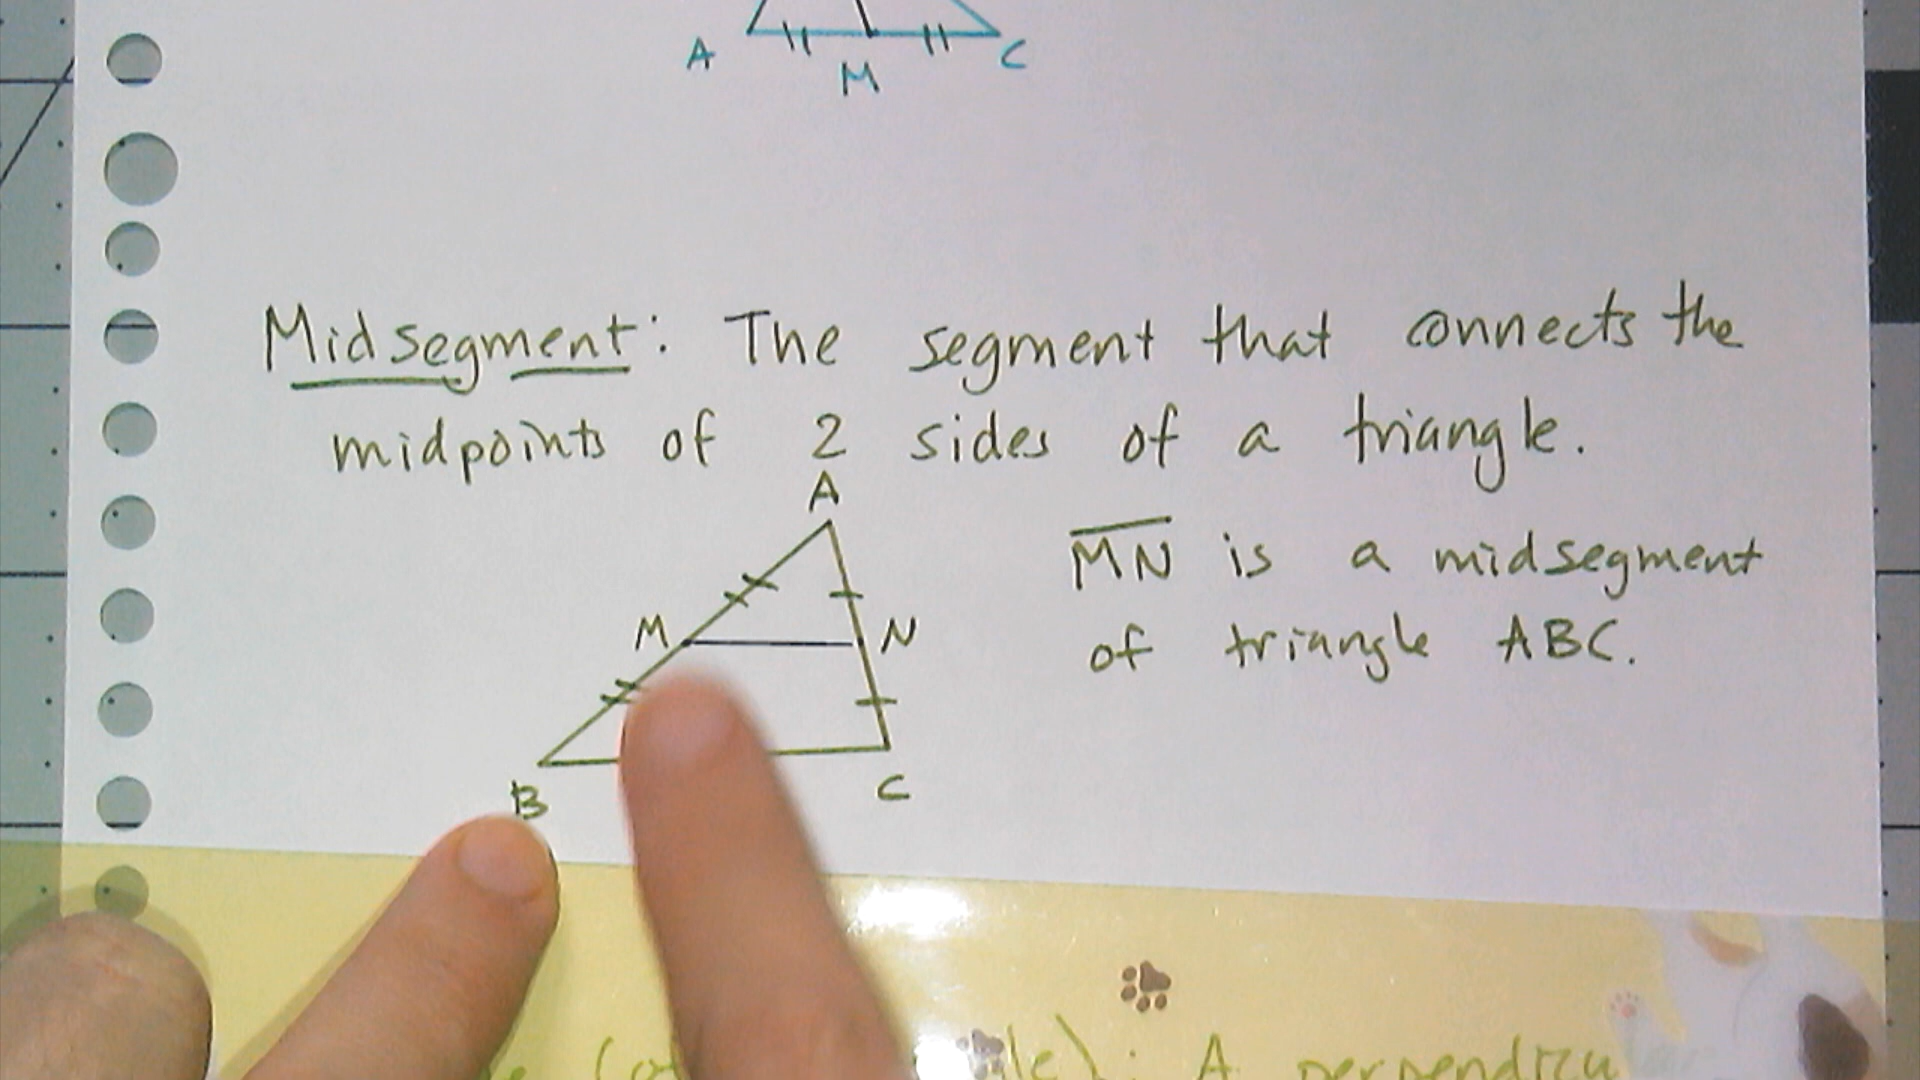 A M C
Midsegment: The segment that connects the
midpoints of 2 sides of a triangle.
A
MN is a midsegment
M N
of triangle ABC.
B C
: A